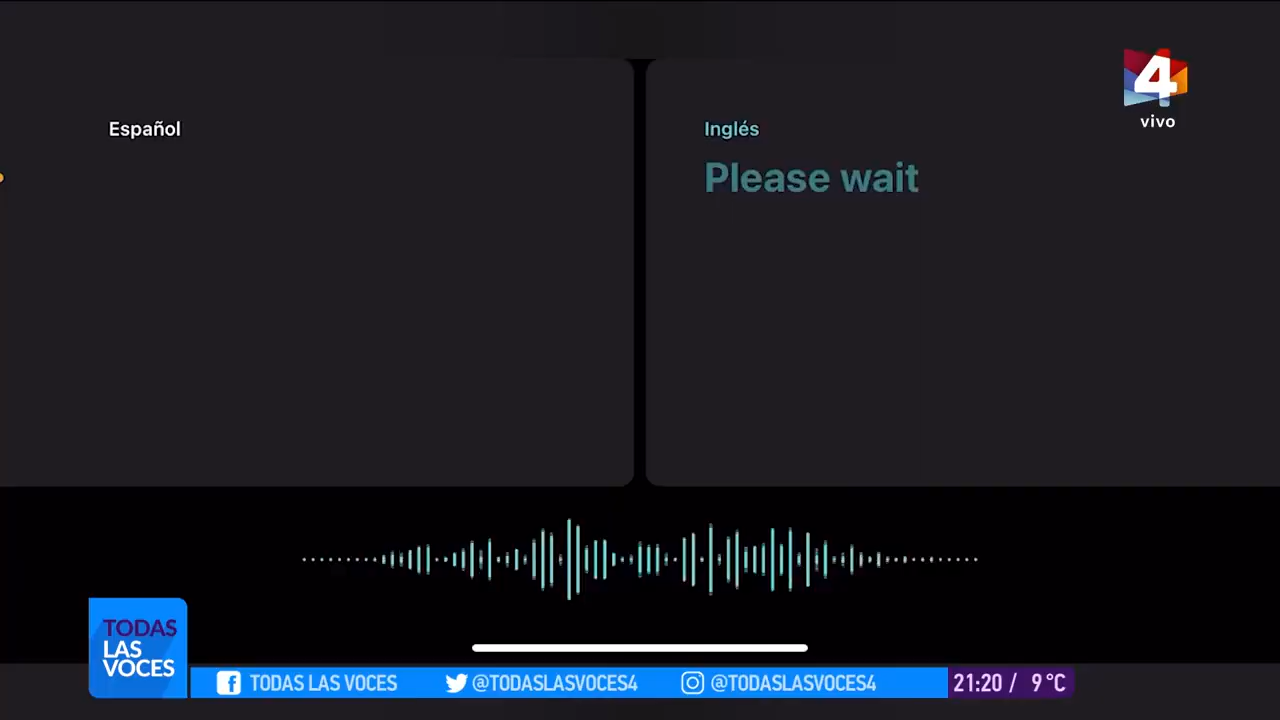 4
vivo
Español
Inglés
Please wait
TODAS
LAS
VOCES
TODAS LAS VOCES
@TODASLASVOCES4
@TODASLASVOCES4
21:20 / 9°C